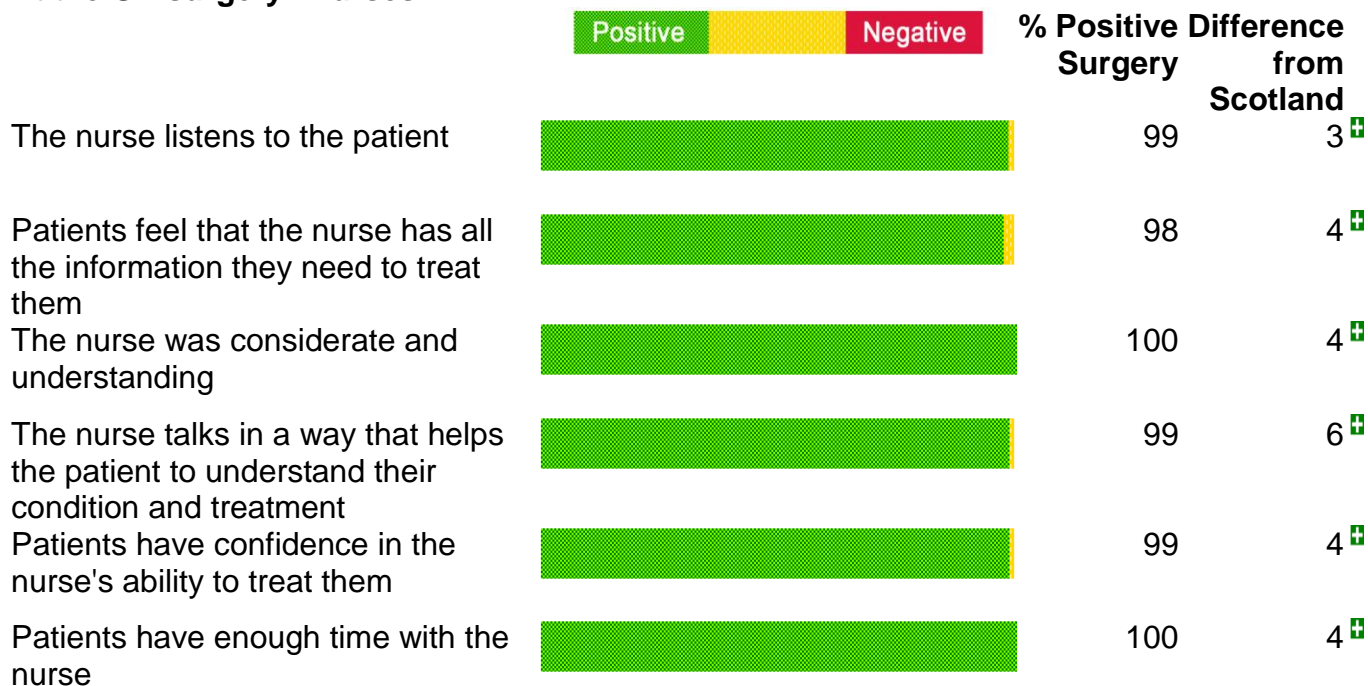 Positive Negative % Positive Difference
Surgery from
Scotland
The nurse listens to the patient 99 3
Patients feel that the nurse has all 98 4
the information they need to treat
them
The nurse was considerate and 100 4
understanding
The nurse talks in a way that helps 99 6
the patient to understand their
condition and treatment
Patients have confidence in the 99 4
nurse's ability to treat them
Patients have enough time with the 100 4
nurse